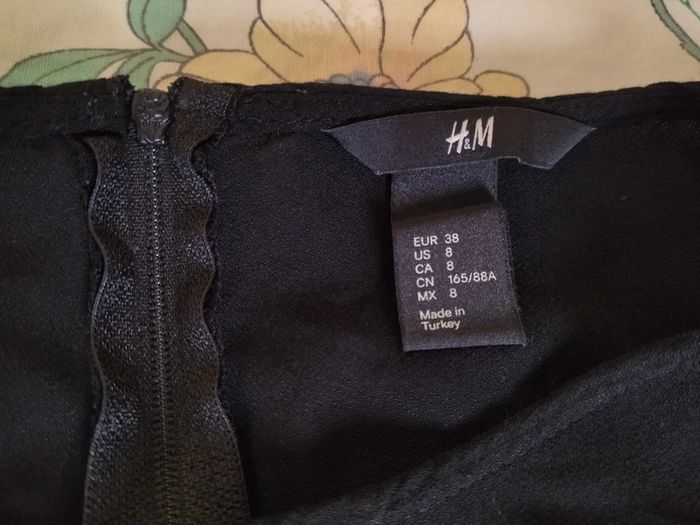 H&M
EUR 38
US 8
CA 8
CN 165/88A
MX 8
Made in
Turkey